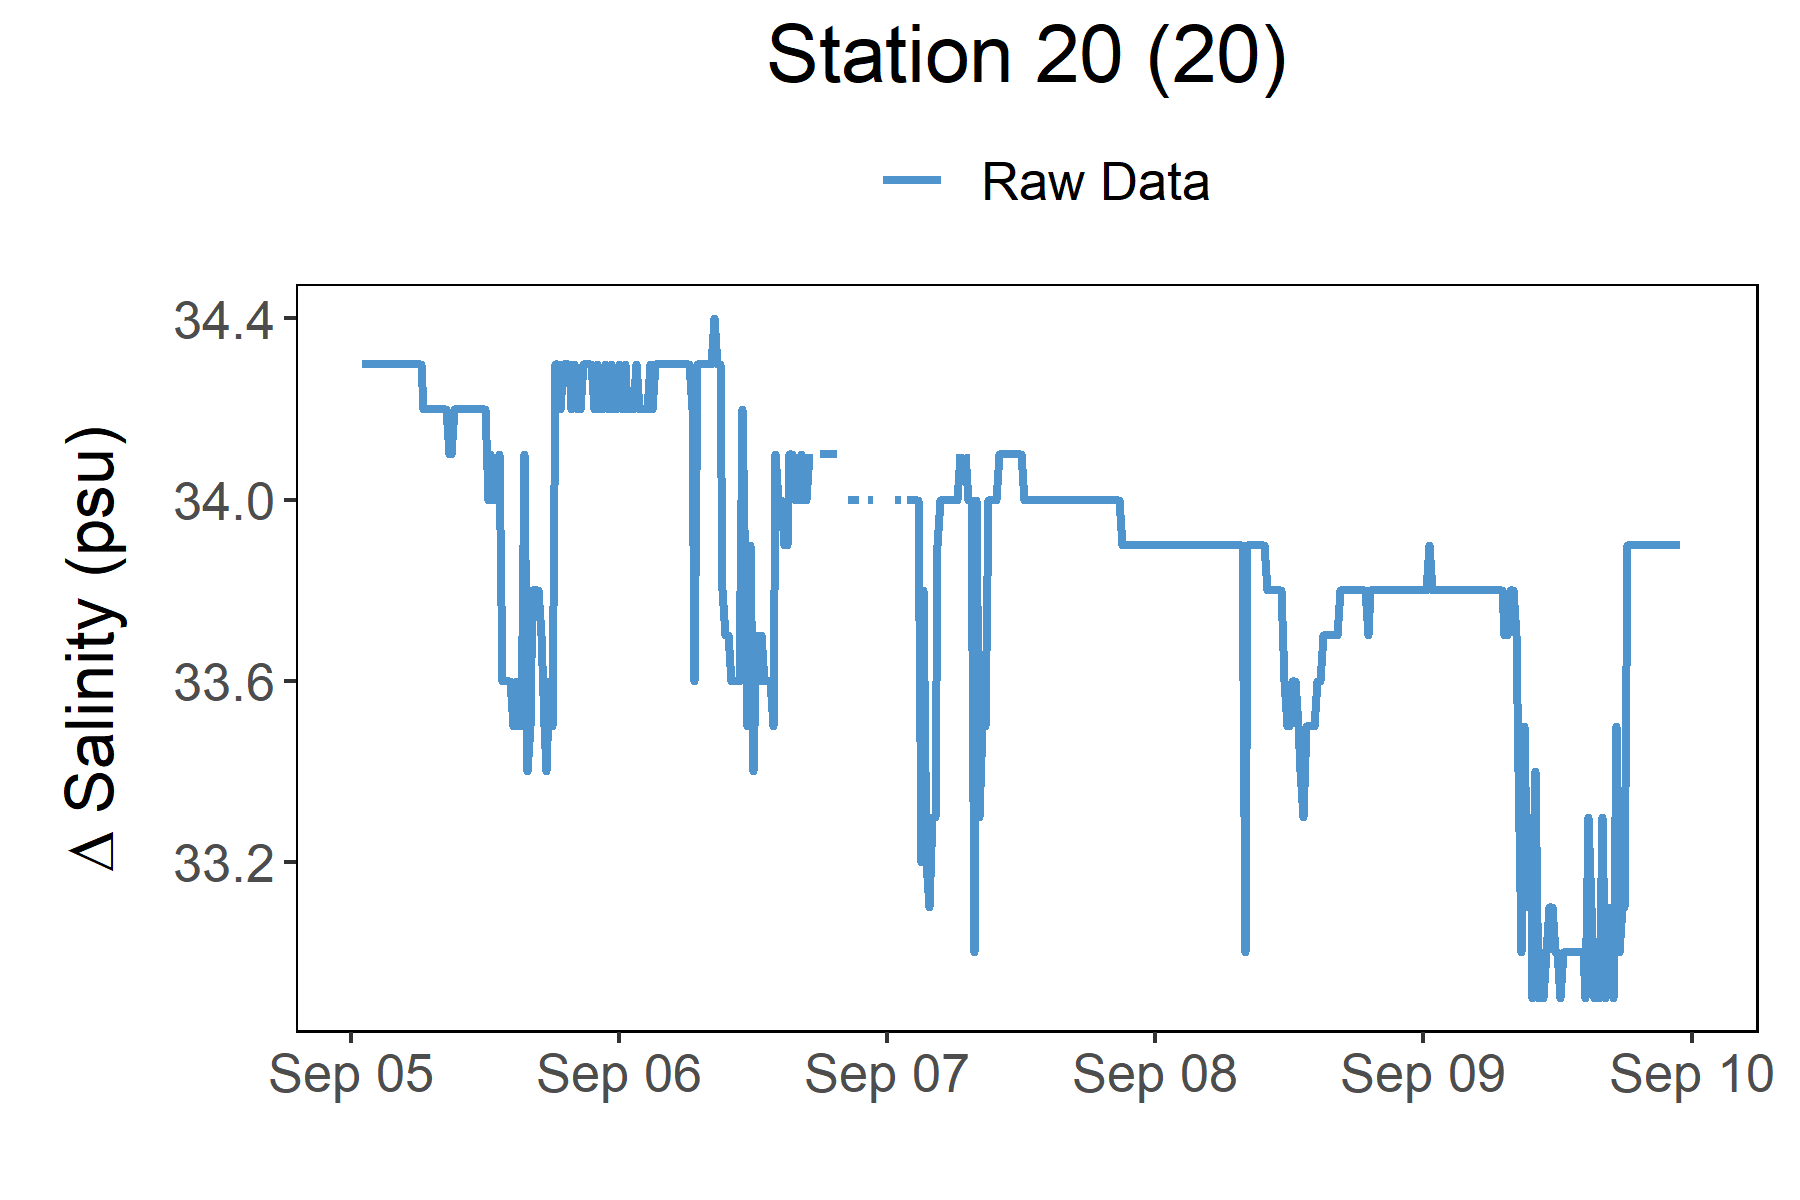 Station 20 (20)
Raw Data
Δ Salinity (psu)
34.4
34.0
33.6
33.2
Sep 05 Sep 06 Sep 07 Sep 08 Sep 09 Sep 10